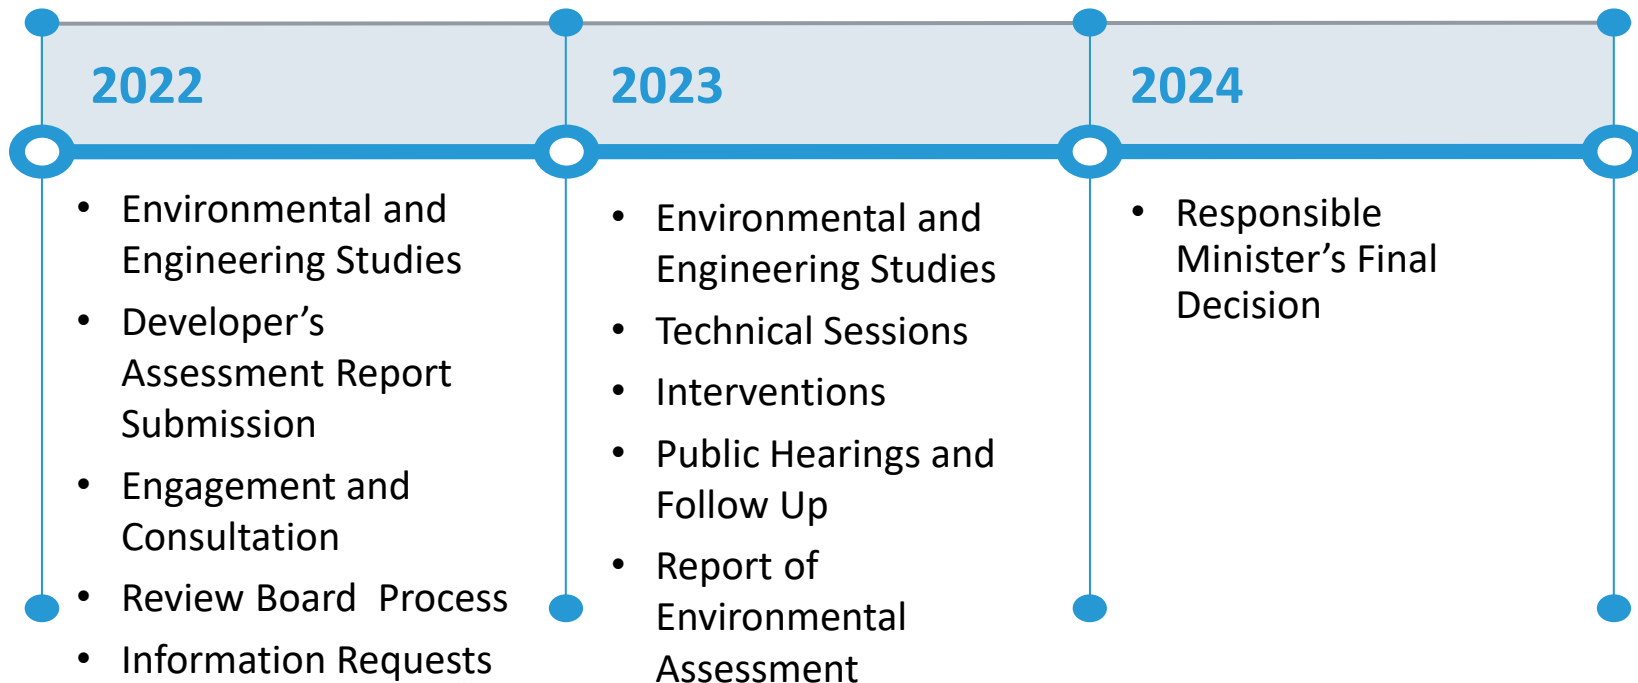 2022
• Environmental and
Engineering Studies
• Developer’s
Assessment Report
Submission
• Engagement and
Consultation
• Review Board  Process
• Information Requests
2023
• Environmental and
Engineering Studies
• Technical Sessions
• Interventions
• Public Hearings and
Follow Up
• Report of
Environmental
Assessment
2024
• Responsible
Minister’s Final
Decision